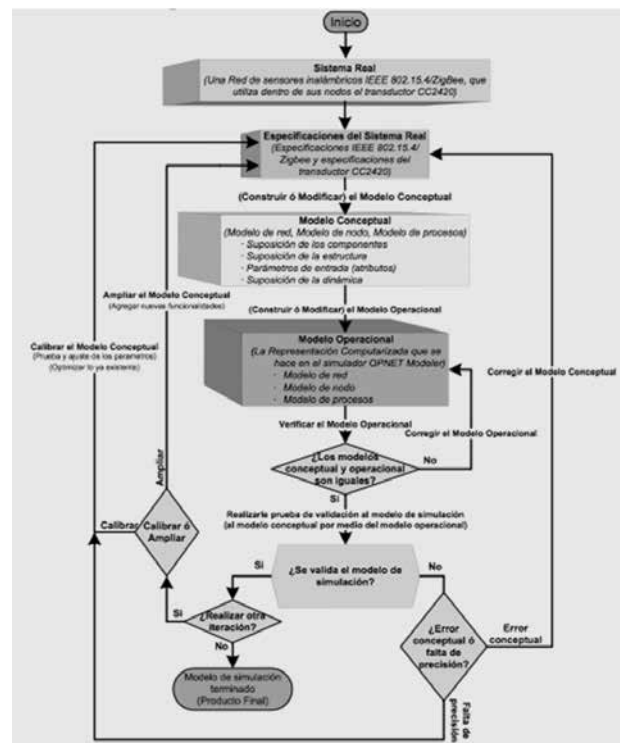 Inicio
Sistema Real
(Una Red de sensores inalámbricos IEEE 802.15.4/ZigBee, que
utiliza dentro de sus nodos el transductor CC2420)
Especificaciones del Sistema Real
(Especificaciones IEEE 802.15.4/
Zigbee y especificaciones del
transductor CC2420)
(Construir ó Modificar) el Modelo Conceptual
Modelo Conceptual
(Modelo de red, Modelo de nodo, Modelo de procesos)
· Suposición de los componentes
· Suposición de la estructura
· Parámetros de entrada (atributos)
· Suposición de la dinámica
Ampliar el Modelo Conceptual
(Agregar nuevas funcionalidades)
(Construir ó Modificar) el Modelo Operacional
Calibrar el Modelo Conceptual
(Prueba y ajuste de los parametros)
(Optimizar lo ya existente)
Modelo Operacional
(La Representación Computarizada que se
hace en el simulador OPNET Modeler)
· Modelo de red
· Modelo de nodo
· Modelo de procesos
Corregir el Modelo Conceptual
Verificar el Modelo Operacional
Corregir el Modelo Operacional
¿Los modelos
conceptual y operacional
son iguales?
No
Si
Ampliar
Realizarle prueba de validación al modelo de simulación
(al modelo conceptual por medio del modelo operacional)
Calibrar
Calibrar ó
Ampliar
Si
¿Se valida el modelo de
simulación?
No
Si
¿Realizar otra
iteración?
No
¿Error
conceptual ó
falta de
precisión?
Error
conceptual
Modelo de simulación
terminado
(Producto Final)
Falta de
precisión